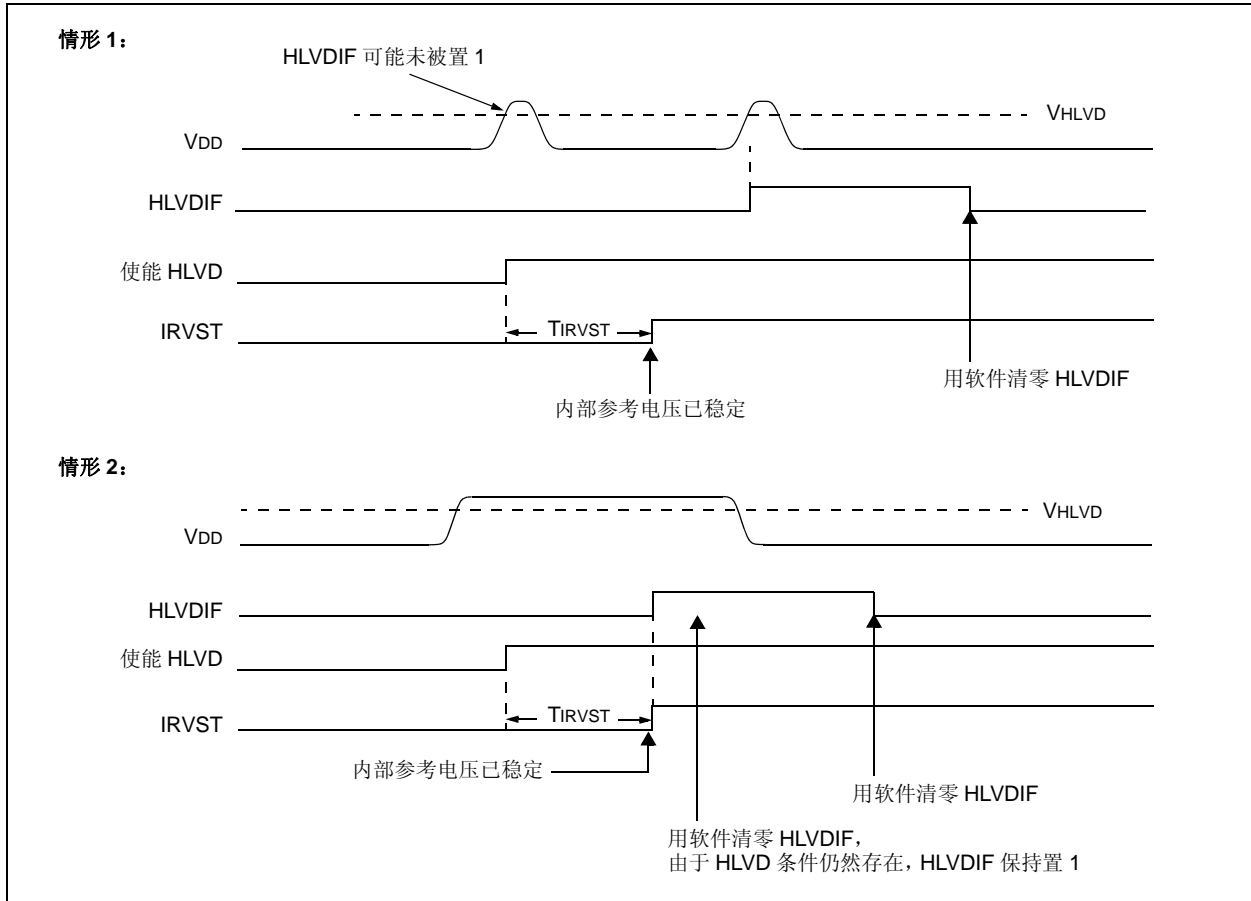 情形 1：
HLVDIF 可能未被置 1
VHLVD
VDD
HLVDIF
使能 HLVD
TIRVST
IRVST
用软件清零 HLVDIF
内部参考电压已稳定
情形 2：
VHLVD
VDD
HLVDIF
使能 HLVD
TIRVST
IRVST
内部参考电压已稳定
用软件清零 HLVDIF
用软件清零 HLVDIF，
由于 HLVD 条件仍然存在，HLVDIF 保持置 1